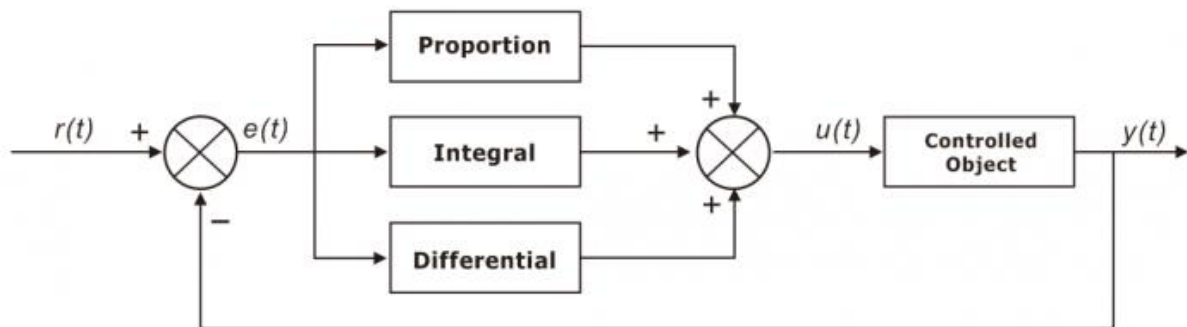 Proportion
r(t)
+
e(t)
Integral
+
+
u(t)
Controlled
Object
y(t)
−
Differential
+